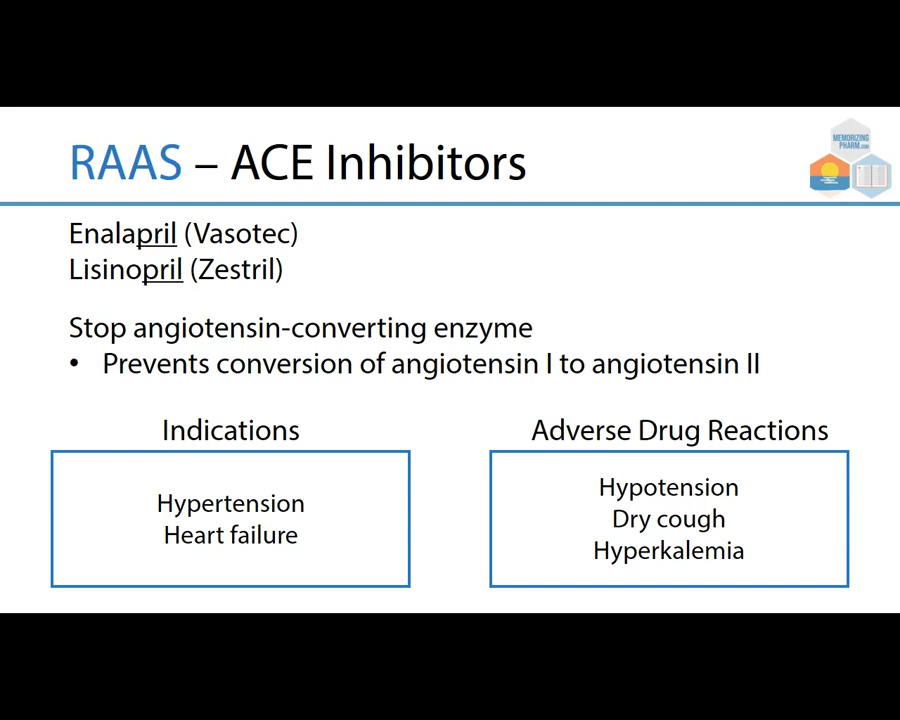 RAAS – ACE Inhibitors
MEMORIZING
PHARM.COM
Enalapril (Vasotec)
Lisinopril (Zestril)
Stop angiotensin-converting enzyme
• Prevents conversion of angiotensin I to angiotensin II
Indications
Hypertension
Heart failure
Adverse Drug Reactions
Hypotension
Dry cough
Hyperkalemia